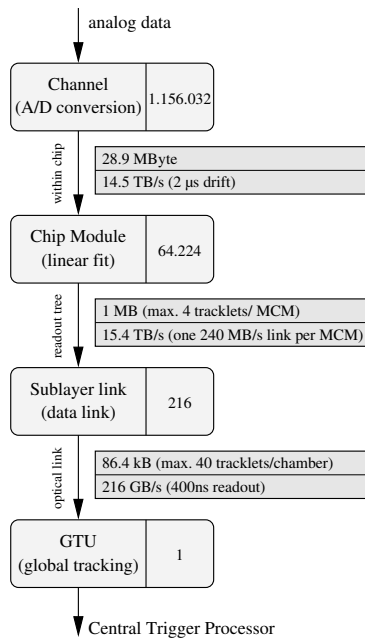 analog data
Channel
(A/D conversion)
1.156.032
within chip
28.9 MByte
14.5 TB/s (2 μs drift)
Chip Module
(linear fit)
64.224
readout tree
1 MB (max. 4 tracklets/ MCM)
15.4 TB/s (one 240 MB/s link per MCM)
Sublayer link
(data link)
216
optical link
86.4 kB (max. 40 tracklets/chamber)
216 GB/s (400ns readout)
GTU
(global tracking)
1
Central Trigger Processor